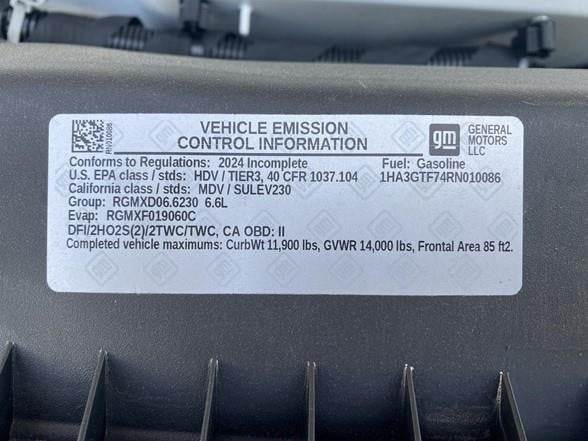 RN010086
VEHICLE EMISSION
CONTROL INFORMATION
gm
GENERAL
MOTORS
LLC
Conforms to Regulations: 2024 Incomplete Fuel: Gasoline
U.S. EPA class / stds: HDV / TIER3, 40 CFR 1037.104 1HA3GTF74RN010086
California class / stds: MDV / SULEV230
Group: RGMXD06.6230 6.6L
Evap: RGMXF019060C
DFI/2HO2S(2)/2TWC/TWC, CA OBD: II
Completed vehicle maximums: CurbWt 11,900 lbs, GVWR 14,000 lbs, Frontal Area 85 ft2.